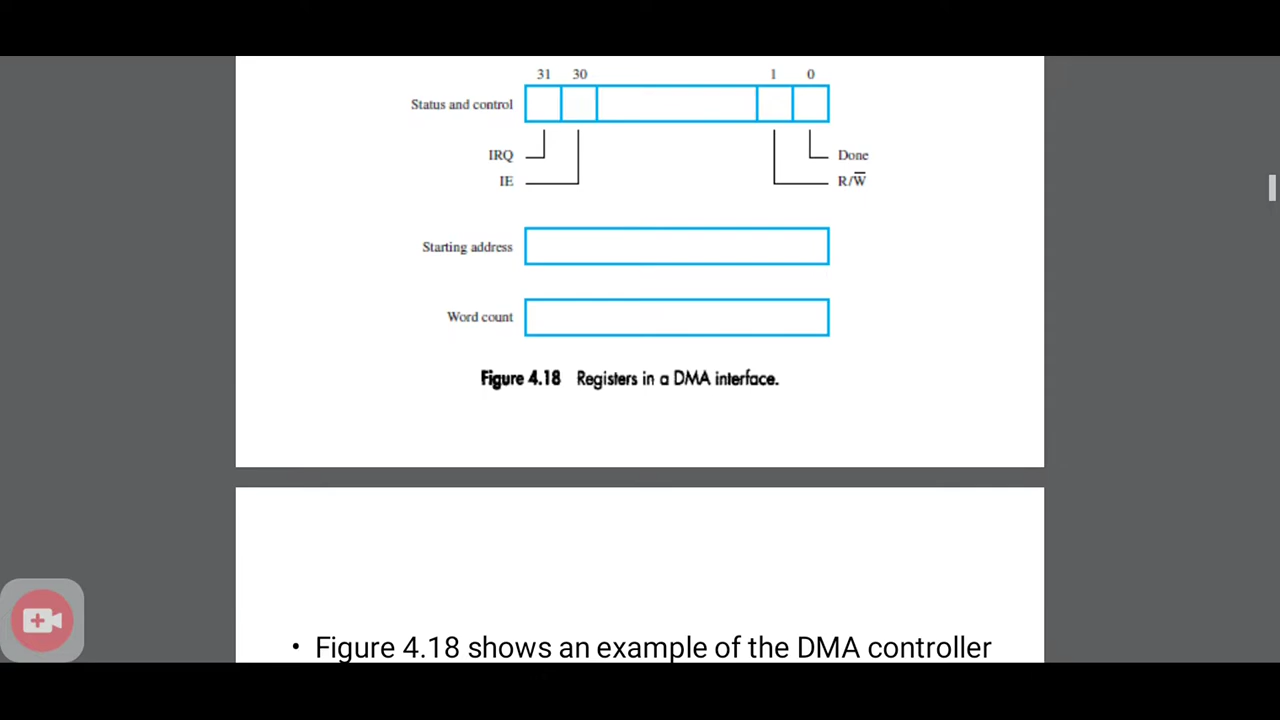 31 30 1 0
Status and control
IRQ Done
IE R/W̅
Starting address
Word count
Figure 4.18 Registers in a DMA interface.
• Figure 4.18 shows an example of the DMA controller